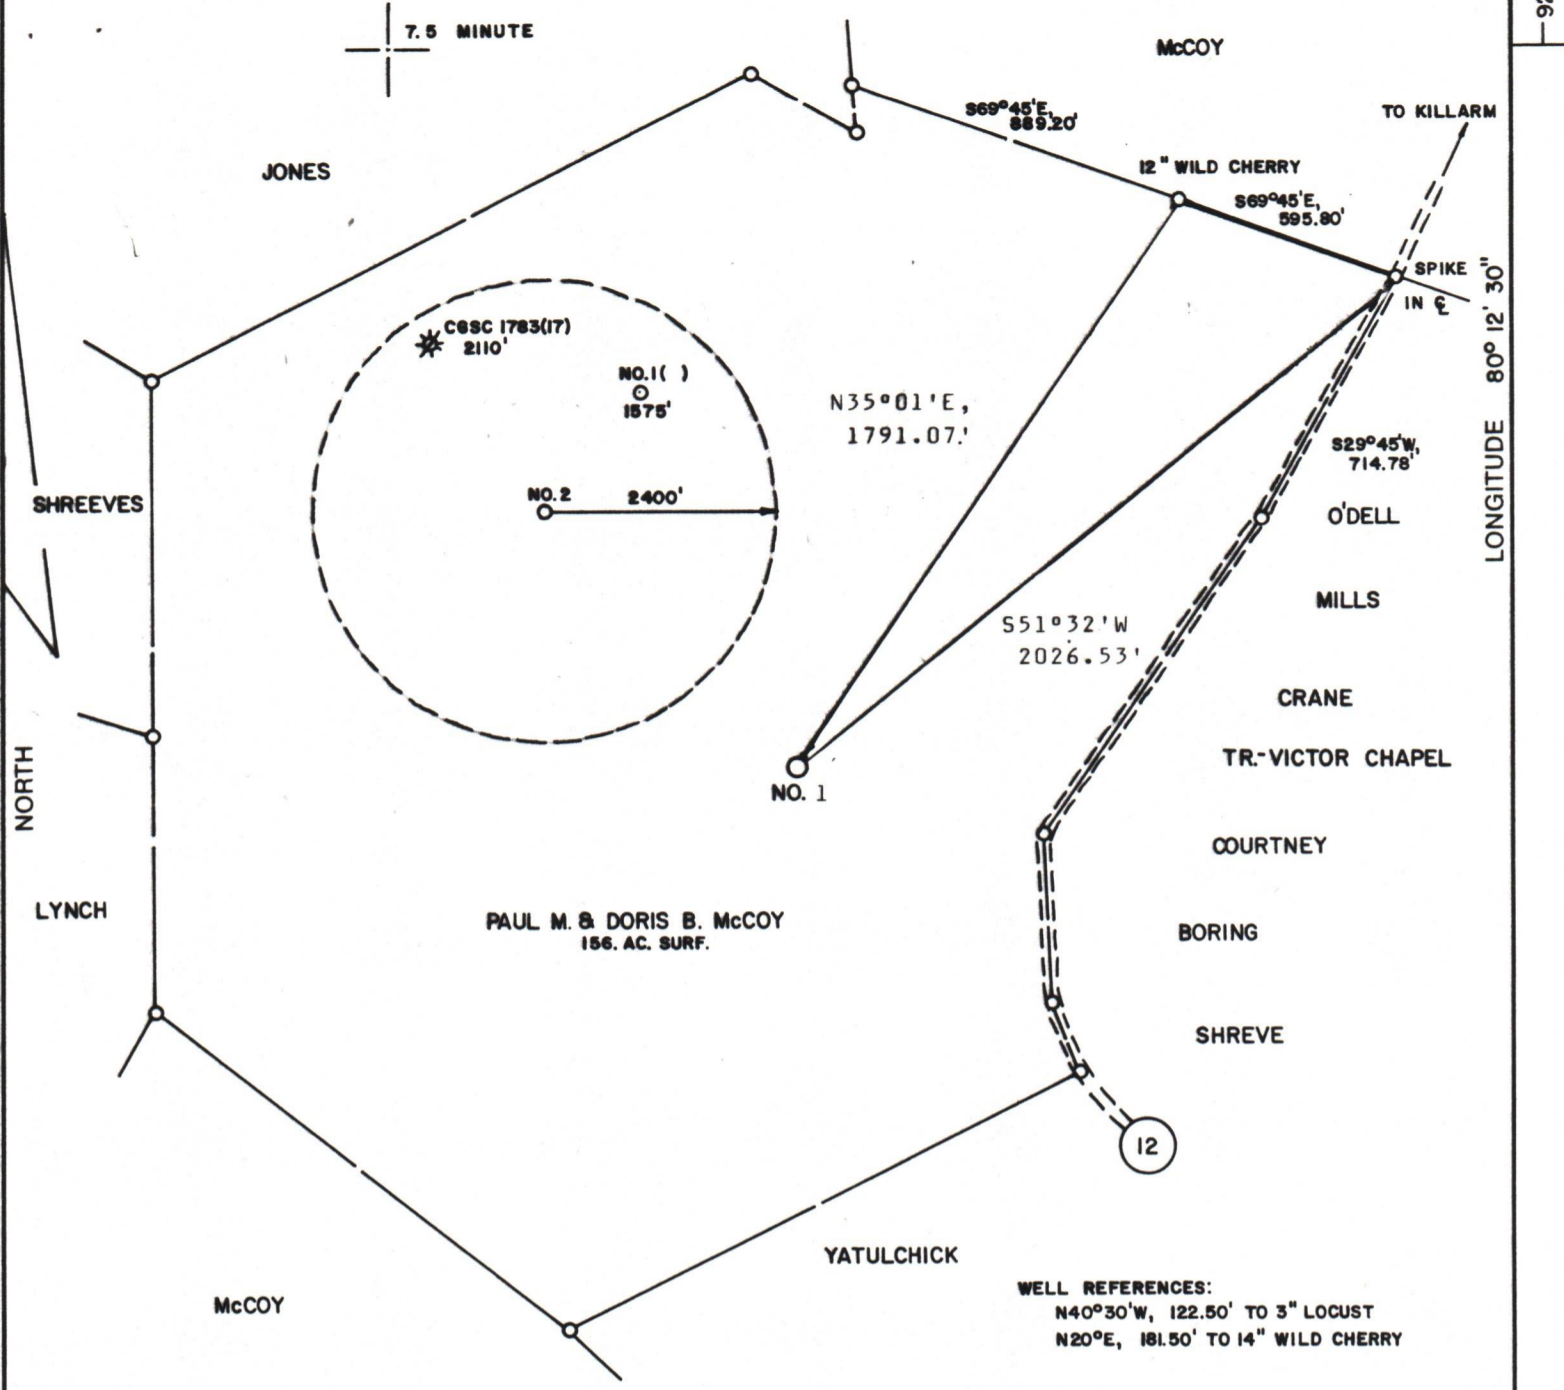 7.5 MINUTE
McCOY
92
S69°45'E,
889.20'
TO KILLARM
JONES
12" WILD CHERRY
S69°45'E,
595.80'
SPIKE
IN ℄
LONGITUDE 80° 12' 30"
CGSC 1783(17)
2110'
NO.1( )
1575'
N35°01'E,
1791.07'
S29°45'W,
714.78'
SHREEVES
NO.2
2400'
O'DELL
MILLS
S51°32'W
2026.53'
CRANE
TR.-VICTOR CHAPEL
NORTH
NO. 1
COURTNEY
LYNCH
PAUL M. & DORIS B. McCOY
156. AC. SURF.
BORING
SHREVE
12
YATULCHICK
McCOY
WELL REFERENCES:
N40°30'W, 122.50' TO 3" LOCUST
N20°E, 181.50' TO 14" WILD CHERRY